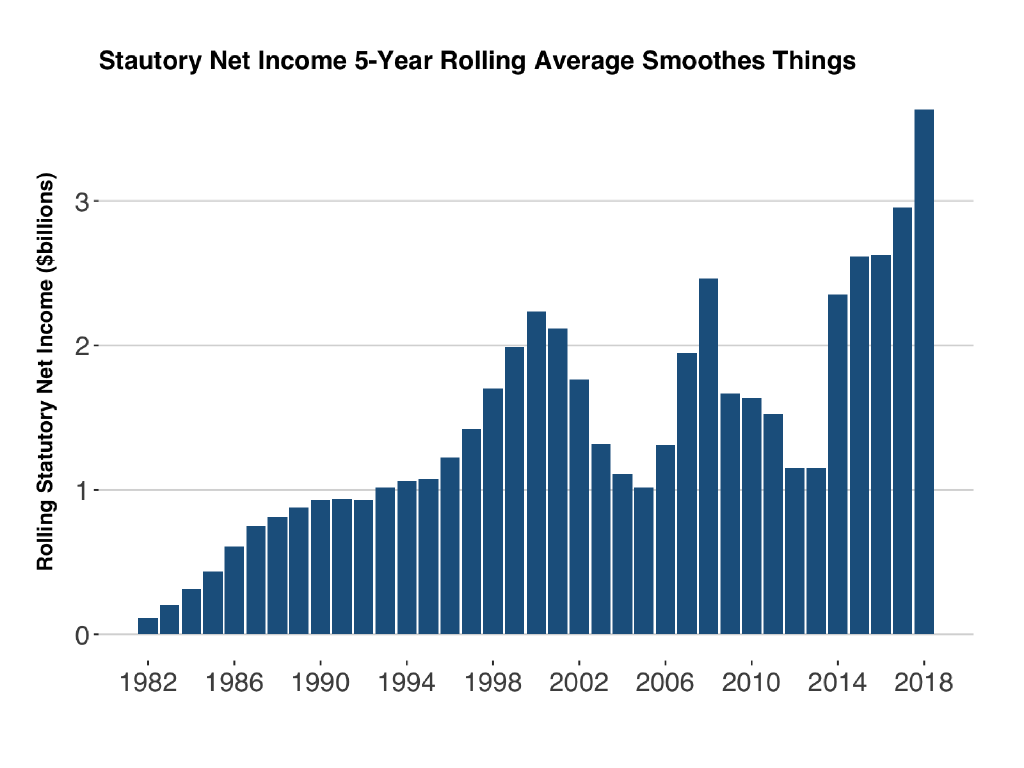 Stautory Net Income 5-Year Rolling Average Smoothes Things
Rolling Statutory Net Income ($billions)
3
2
1
0
1982 1986 1990 1994 1998 2002 2006 2010 2014 2018